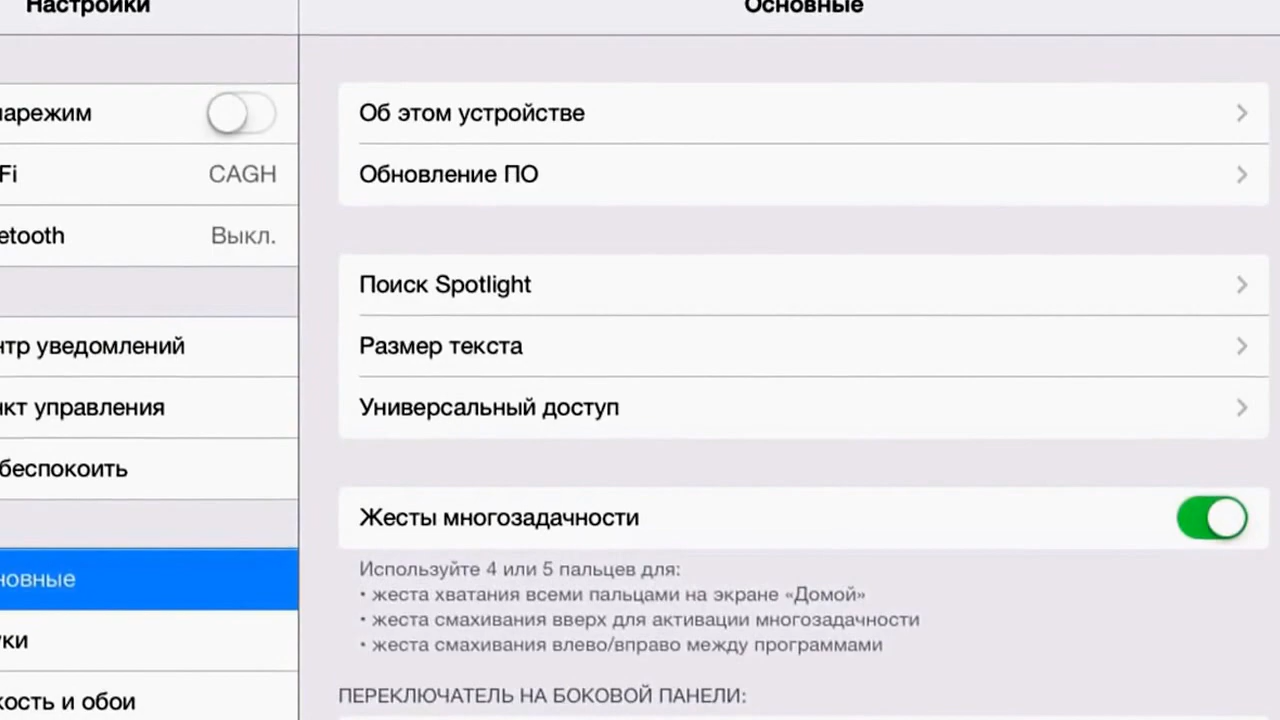 Настройки
Основные
арежим
Fi
CAGH
etooth
Выкл.
нтр уведомлений
нкт управления
беспокоить
новные
ки
кость и обои
Об этом устройстве
Обновление ПО
Поиск Spotlight
Размер текста
Универсальный доступ
Жесты многозадачности
Используйте 4 или 5 пальцев для:
• жеста хватания всеми пальцами на экране «Домой»
• жеста смахивания вверх для активации многозадачности
• жеста смахивания влево/вправо между программами
ПЕРЕКЛЮЧАТЕЛЬ НА БОКОВОЙ ПАНЕЛИ: